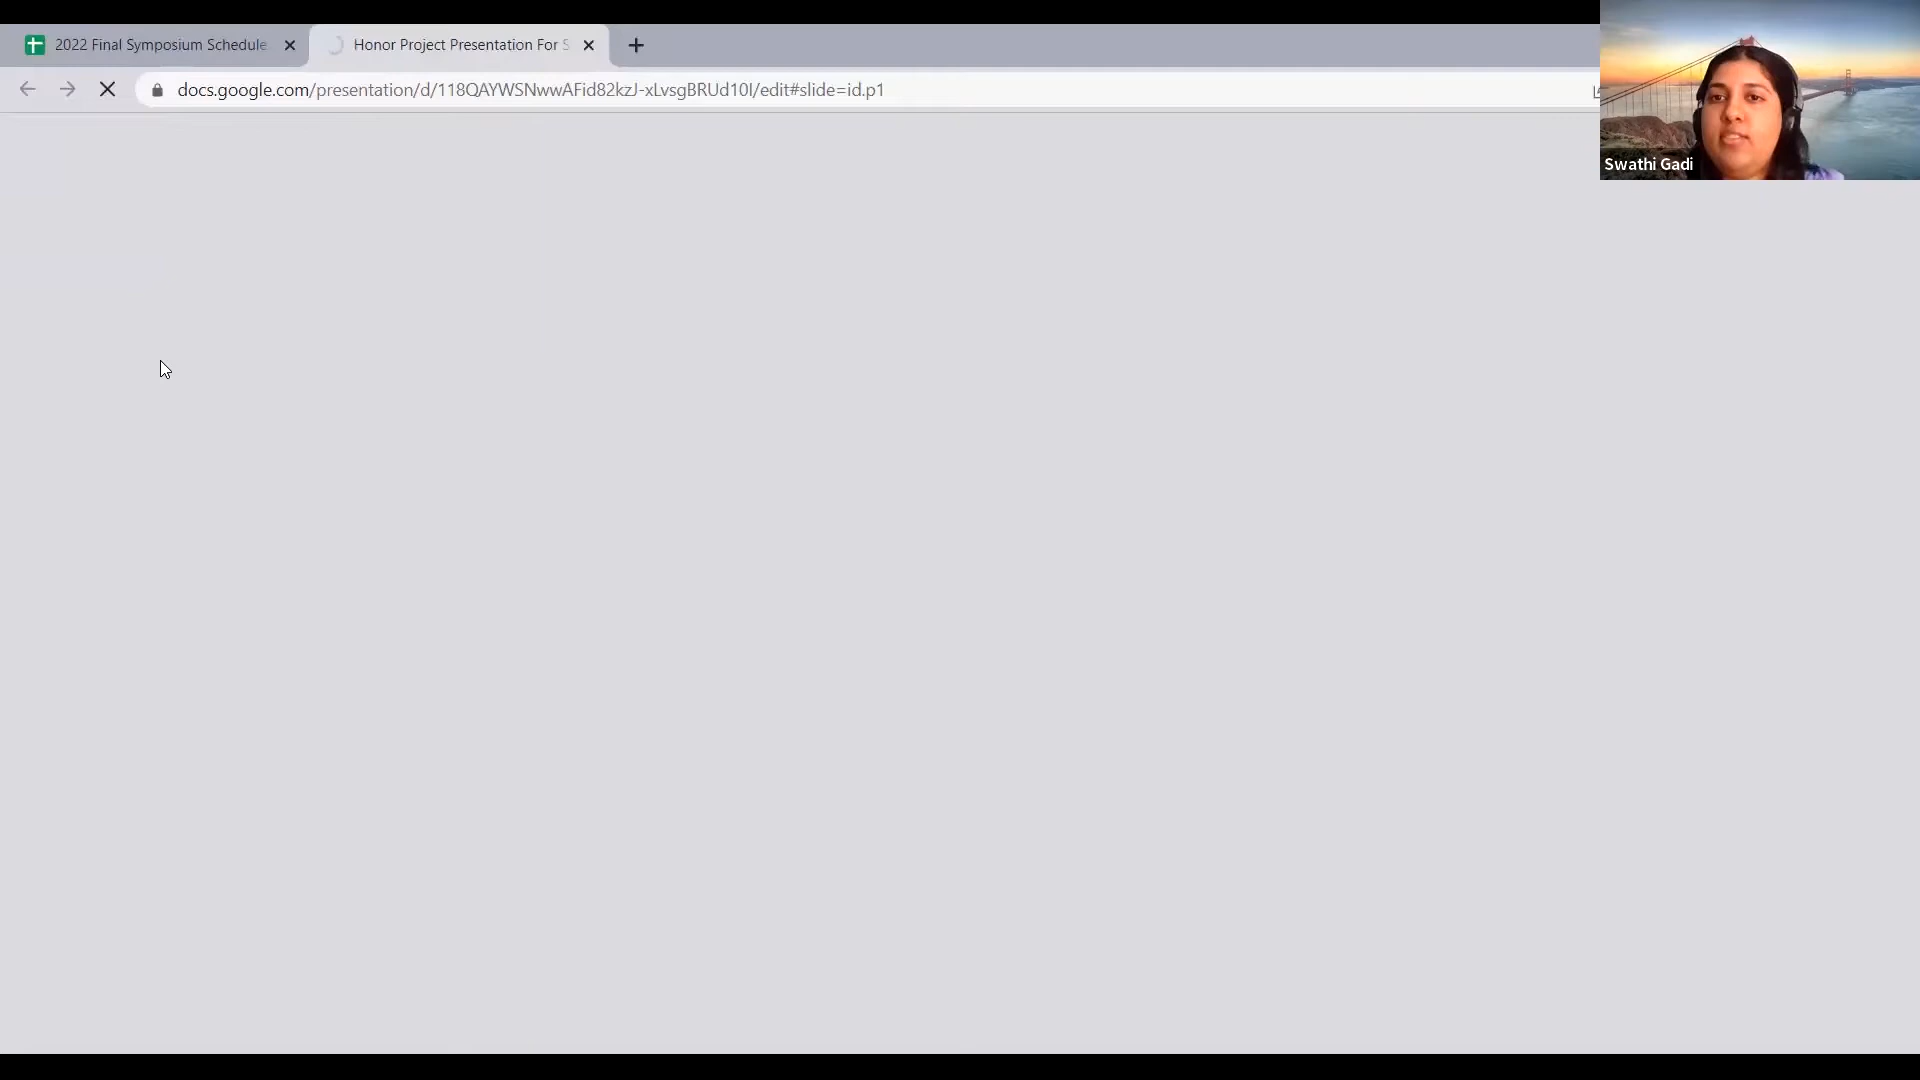 2022 Final Symposium Schedule
Honor Project Presentation For S
docs.google.com/presentation/d/118QAYWSNwwAFid82kzJ-xLvsgBRUd10I/edit#slide=id.p1
Swathi Gadi